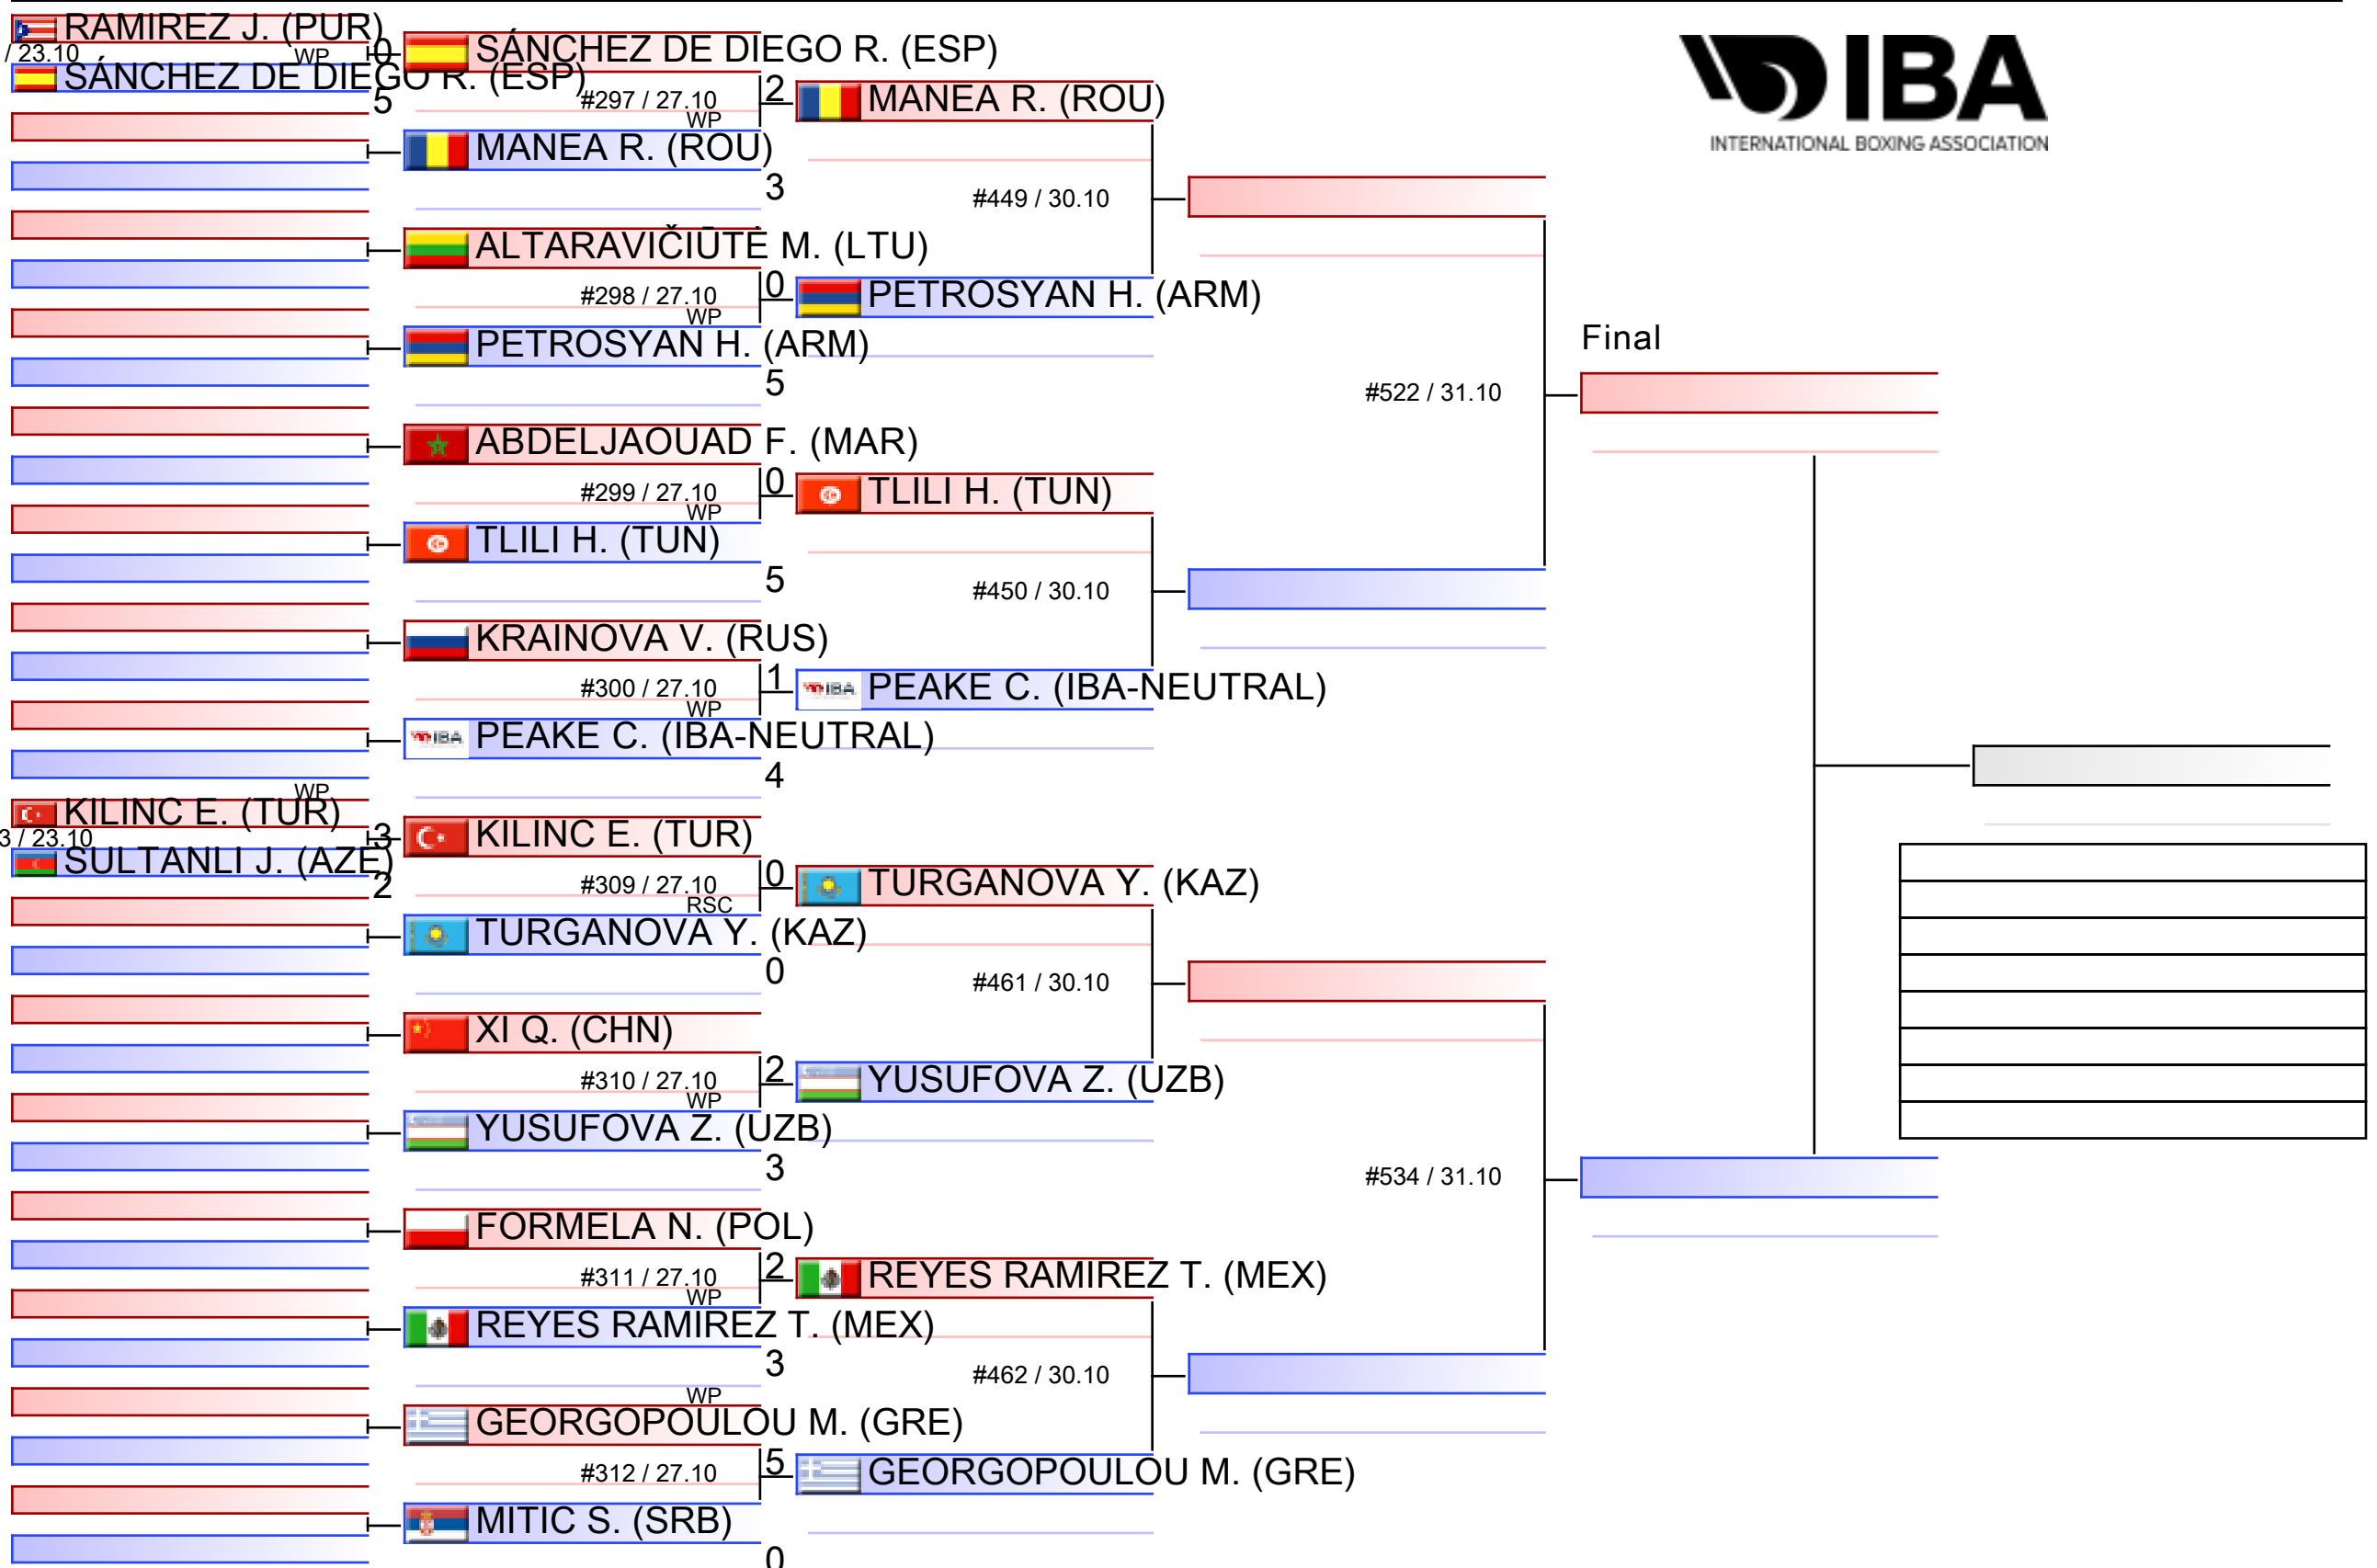 RAMIREZ J. (PUR)
/ 23.10
WP
0
SÁNCHEZ DE DIEGO R. (ESP)
5
SÁNCHEZ DE DIEGO R. (ESP)
#297 / 27.10
WP
2
MANEA R. (ROU)
3
MANEA R. (ROU)
#449 / 30.10
ALTARAVIČIŪTĖ M. (LTU)
#298 / 27.10
WP
0
PETROSYAN H. (ARM)
5
PETROSYAN H. (ARM)
ABDELJAOUAD F. (MAR)
#299 / 27.10
WP
0
TLILI H. (TUN)
5
TLILI H. (TUN)
#450 / 30.10
KRAINOVA V. (RUS)
#300 / 27.10
WP
1
PEAKE C. (IBA-NEUTRAL)
4
PEAKE C. (IBA-NEUTRAL)
#522 / 31.10
WP
KILINC E. (TUR)
3 / 23.10
3
SULTANLI J. (AZE)
2
KILINC E. (TUR)
#309 / 27.10
RSC
0
TURGANOVA Y. (KAZ)
0
TURGANOVA Y. (KAZ)
#461 / 30.10
XI Q. (CHN)
#310 / 27.10
WP
2
YUSUFOVA Z. (UZB)
3
YUSUFOVA Z. (UZB)
FORMELA N. (POL)
#311 / 27.10
WP
2
REYES RAMIREZ T. (MEX)
3
REYES RAMIREZ T. (MEX)
#462 / 30.10
WP
GEORGOPOULOU M. (GRE)
#312 / 27.10
5
MITIC S. (SRB)
0
GEORGOPOULOU M. (GRE)
#534 / 31.10
Final
IBA
INTERNATIONAL BOXING ASSOCIATION
IBA
IBA